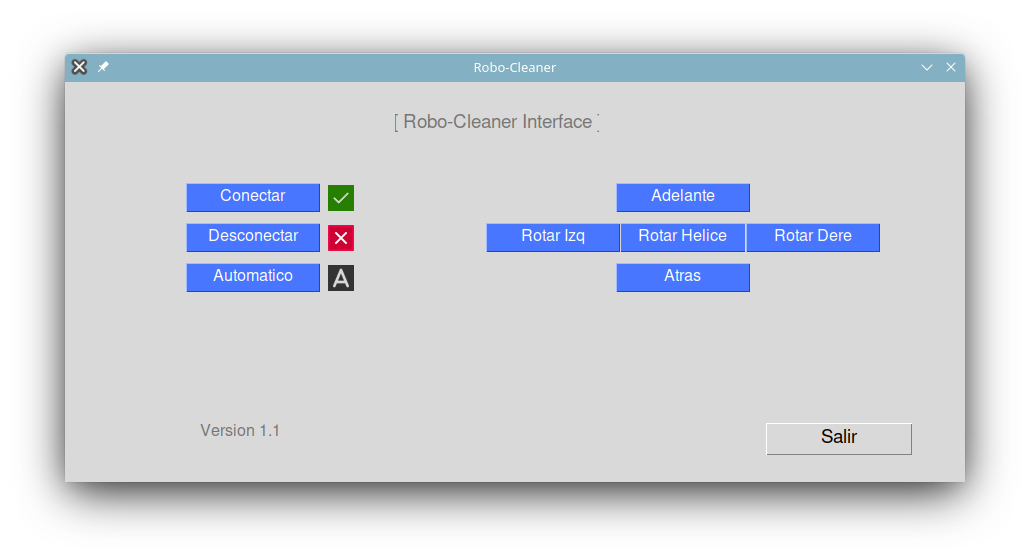 Robo-Cleaner
[ Robo-Cleaner Interface ]
Conectar
Desconectar
Automatico
A
Adelante
Rotar Izq
Rotar Helice
Rotar Dere
Atras
Version 1.1
Salir